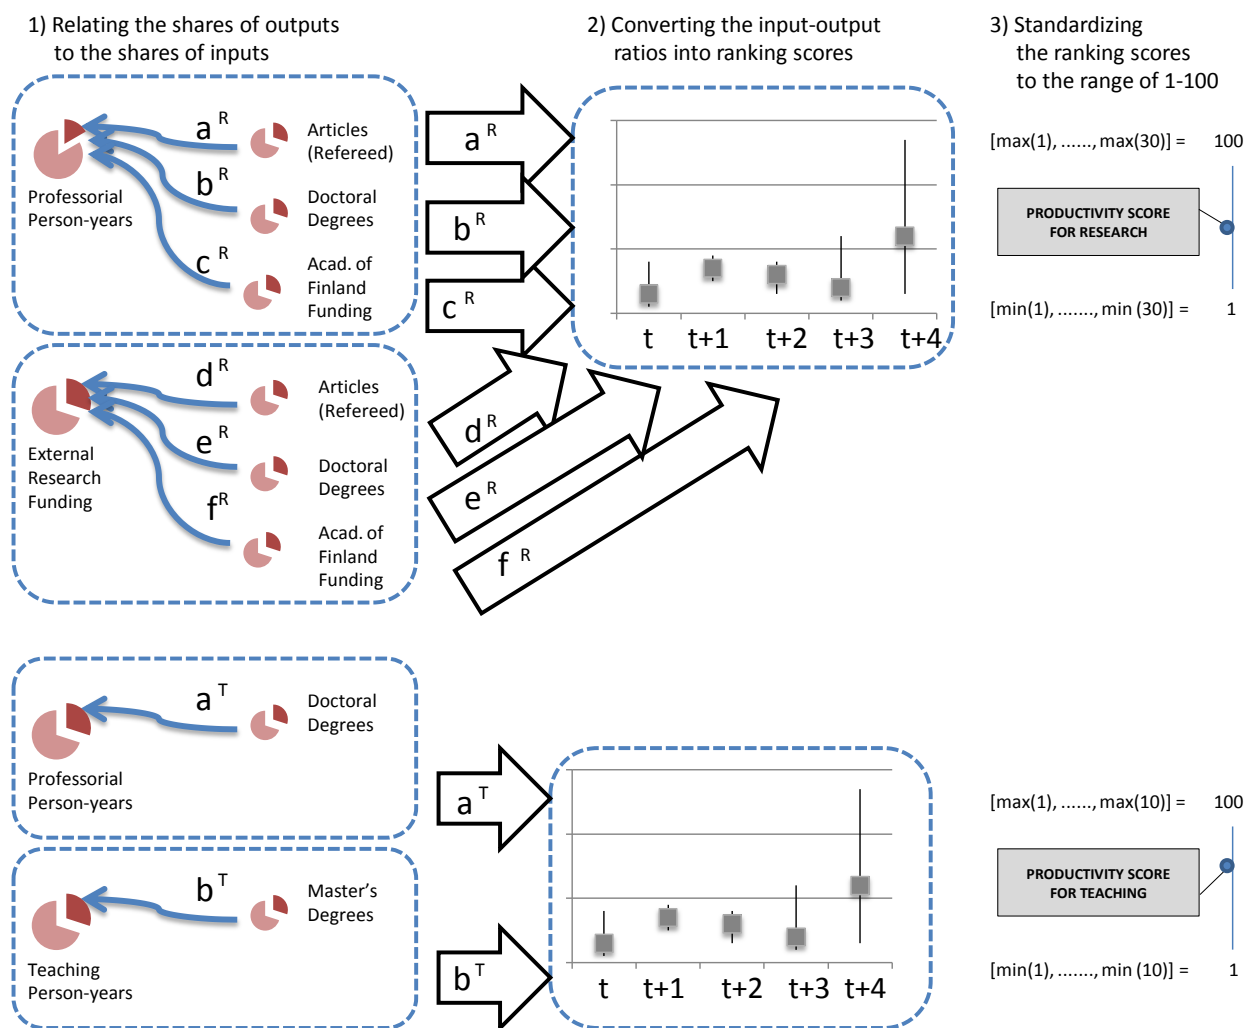 1) Relating the shares of outputs
to the shares of inputs
2) Converting the input-output
ratios into ranking scores
3) Standardizing
the ranking scores
to the range of 1-100
a R
Articles
(Refereed)
b R
Doctoral
Degrees
Professorial
Person-years
c R
Acad. of
Finland
Funding
a R
b R
c R
t t+1 t+2 t+3 t+4
[max(1), ......, max(30)] = 100
PRODUCTIVITY SCORE
FOR RESEARCH
[min(1), ......., min (30)] = 1
d R
Articles
(Refereed)
e R
External
Research
Funding
Doctoral
Degrees
f R
Acad. of
Finland
Funding
d R
e R
f R
a T
Doctoral
Degrees
Professorial
Person-years
b T
Master's
Degrees
Teaching
Person-years
a T
b T
t t+1 t+2 t+3 t+4
[max(1), ......, max(10)] = 100
PRODUCTIVITY SCORE
FOR TEACHING
[min(1), ......., min (10)] = 1